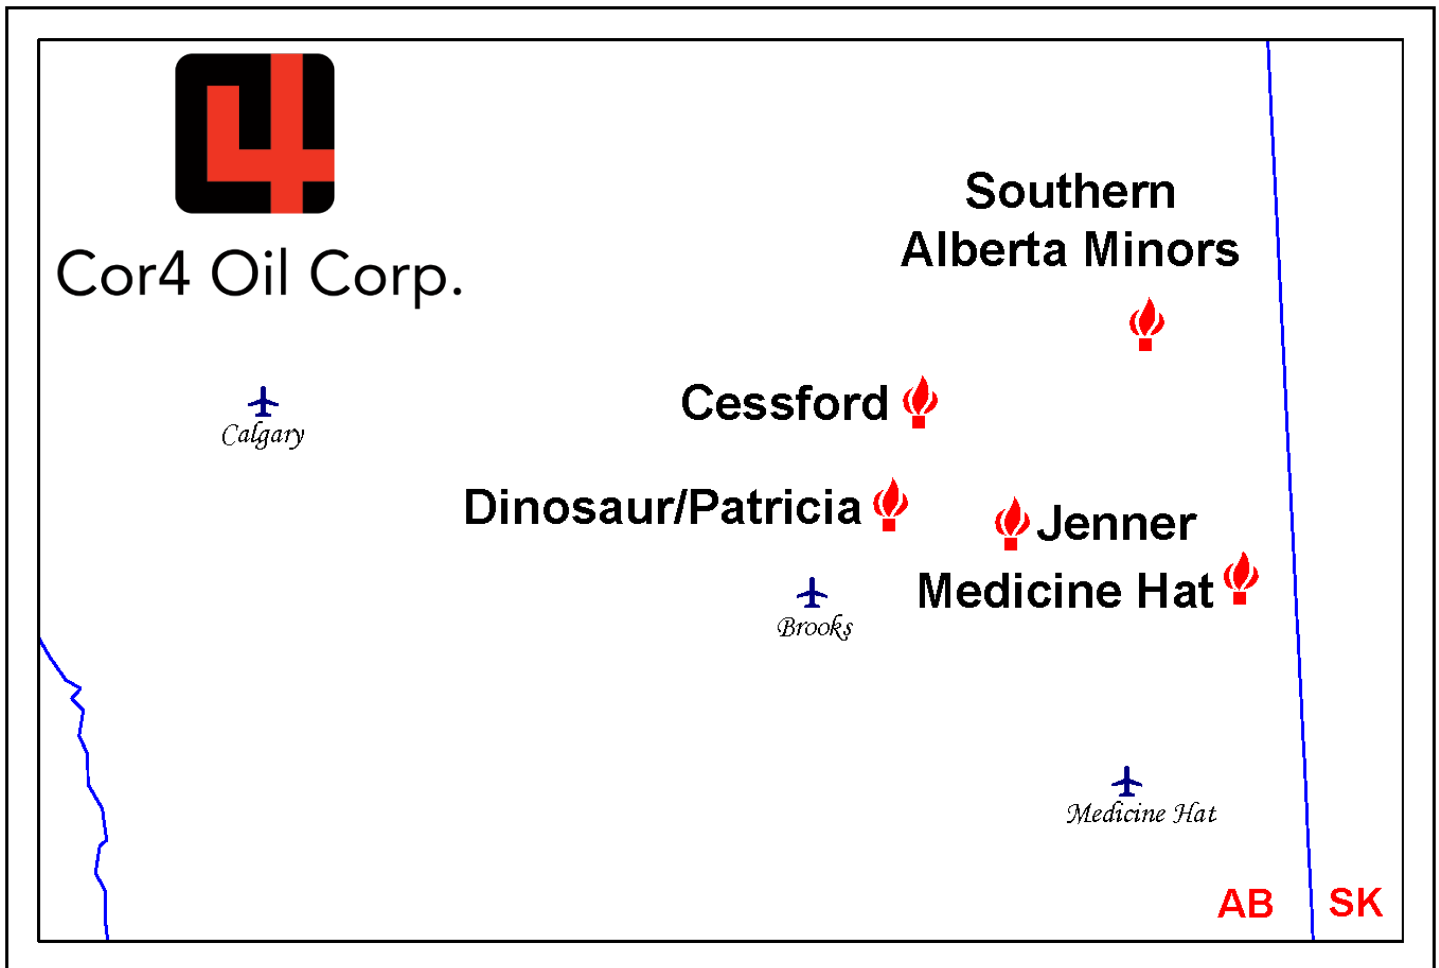 Cor4 Oil Corp.
Southern
Alberta Minors
Calgary
Cessford
Dinosaur/Patricia
Jenner
Medicine Hat
Brooks
Medicine Hat
AB
SK